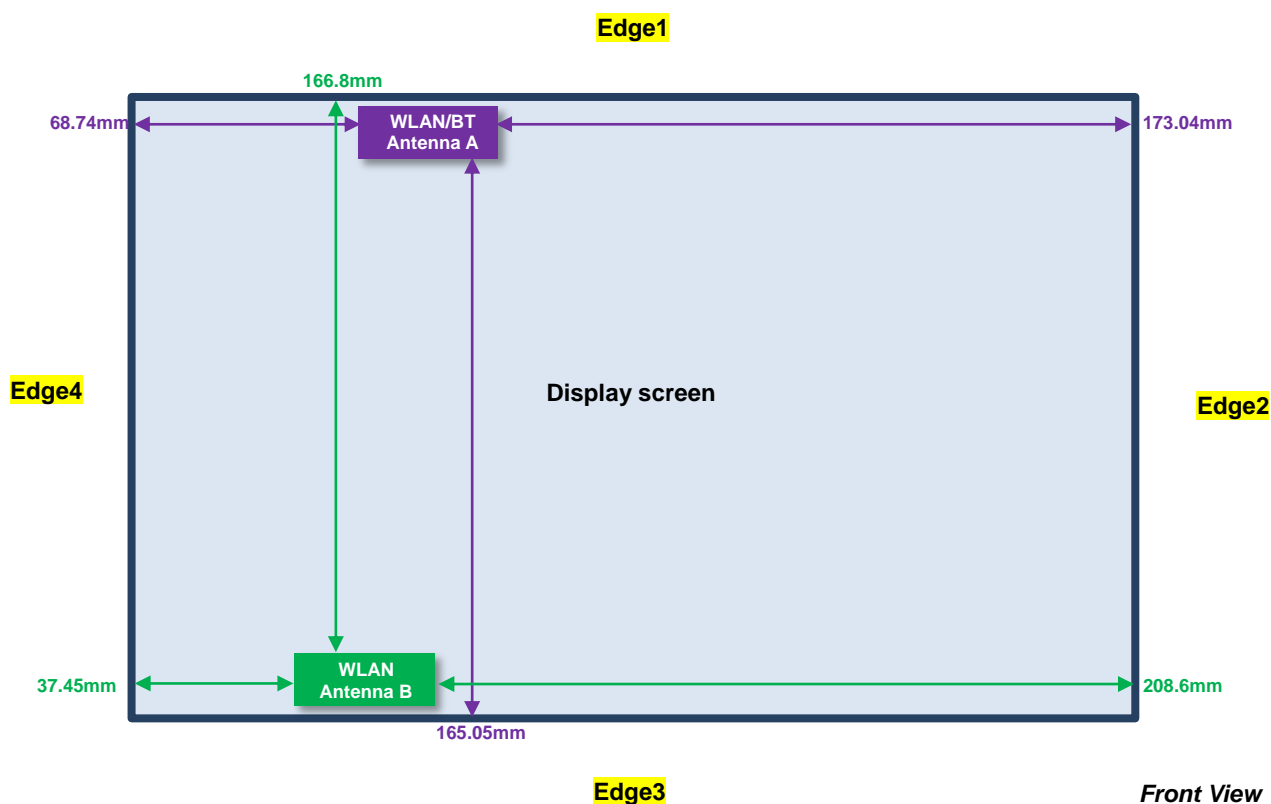 Edge1
166.8mm
68.74mm
WLAN/BT
Antenna A
173.04mm
Edge4
Display screen
Edge2
WLAN
Antenna B
37.45mm
208.6mm
165.05mm
Edge3
Front View